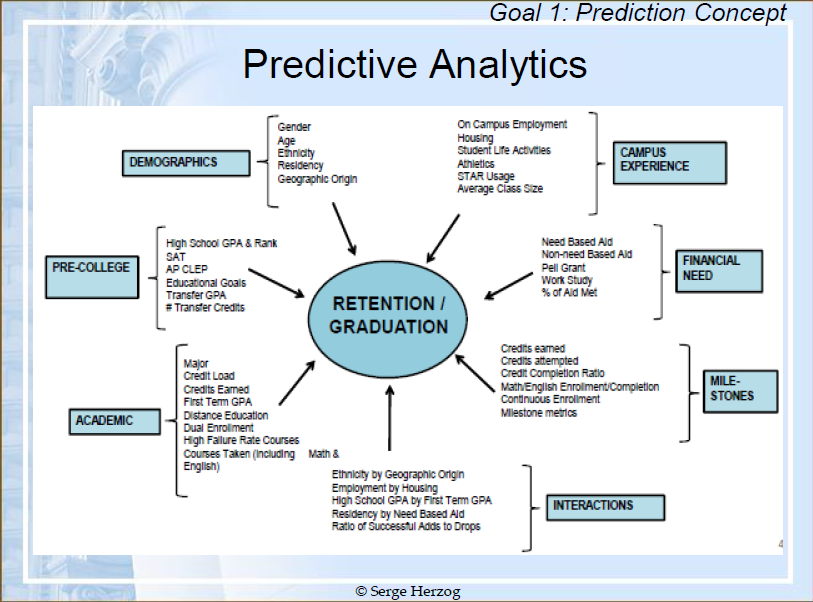 Goal 1: Prediction Concept
Predictive Analytics
DEMOGRAPHICS
Gender
Age
Ethnicity
Residency
Geographic Origin
On Campus Employment
Housing
Student Life Activities
Athletics
STAR Usage
Average Class Size
CAMPUS
EXPERIENCE
PRE-COLLEGE
High School GPA & Rank
SAT
AP CLEP
Educational Goals
Transfer GPA
# Transfer Credits
RETENTION /
GRADUATION
Need Based Aid
Non-need Based Aid
Pell Grant
Work Study
% of Aid Met
FINANCIAL
NEED
ACADEMIC
Major
Credit Load
Credits Earned
First Term GPA
Distance Education
Dual Enrollment
High Failure Rate Courses
Courses Taken (including Math &
English)
Credits earned
Credits attempted
Credit Completion Ratio
Math/English Enrollment/Completion
Continuous Enrollment
Milestone metrics
MILE-
STONES
Ethnicity by Geographic Origin
Employment by Housing
High School GPA by First Term GPA
Residency by Need Based Aid
Ratio of Successful Adds to Drops
INTERACTIONS
4
© Serge Herzog